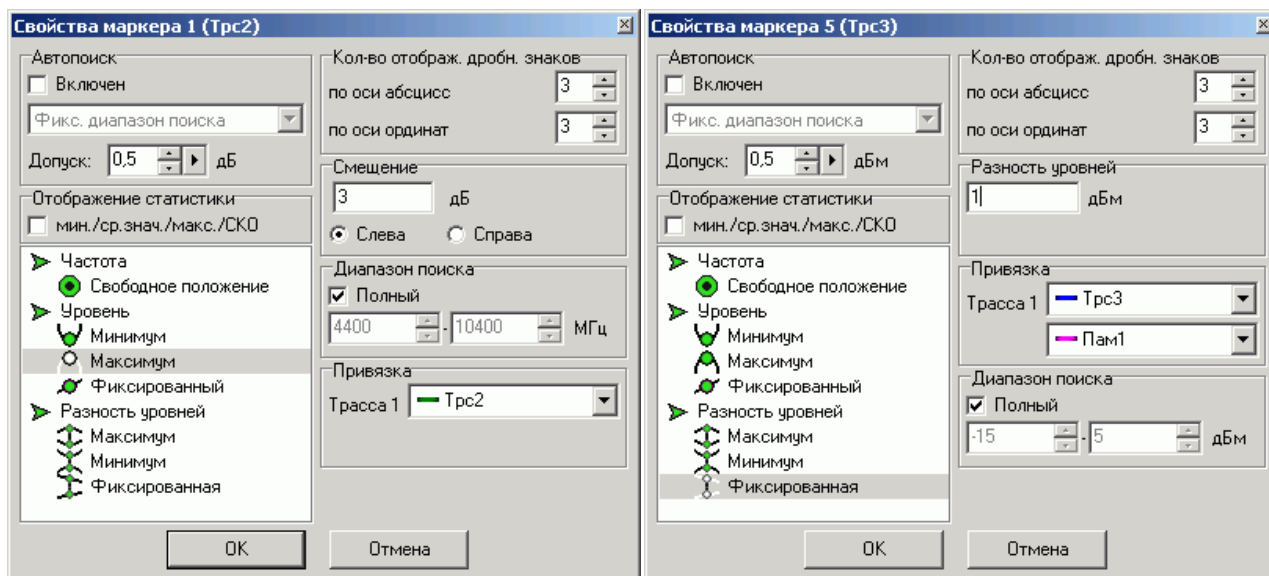 Свойства маркера 1 (Трс2)
Автопоиск
Включен
Фикс. диапазон поиска
Допуск: 0,5 дБ
Отображение статистики
мин./ср.знач./макс./СКО
Частота
Свободное положение
Уровень
Минимум
Максимум
Фиксированный
Разность уровней
Максимум
Минимум
Фиксированная
Кол-во отображ. дробн. знаков
по оси абсцисс 3
по оси ординат 3
Смещение
3 дБ
Слева Справа
Диапазон поиска
Полный
4400 - 10400 МГц
Привязка
Трасса 1 Трс2
OK Отмена
Свойства маркера 5 (Трс3)
Автопоиск
Включен
Фикс. диапазон поиска
Допуск: 0,5 дБм
Отображение статистики
мин./ср.знач./макс./СКО
Частота
Свободное положение
Уровень
Минимум
Максимум
Фиксированный
Разность уровней
Максимум
Минимум
Фиксированная
Кол-во отображ. дробн. знаков
по оси абсцисс 3
по оси ординат 3
Разность уровней
1 дБм
Привязка
Трасса 1 Трс3
Пам1
Диапазон поиска
Полный
-15 - 5 дБм
OK Отмена